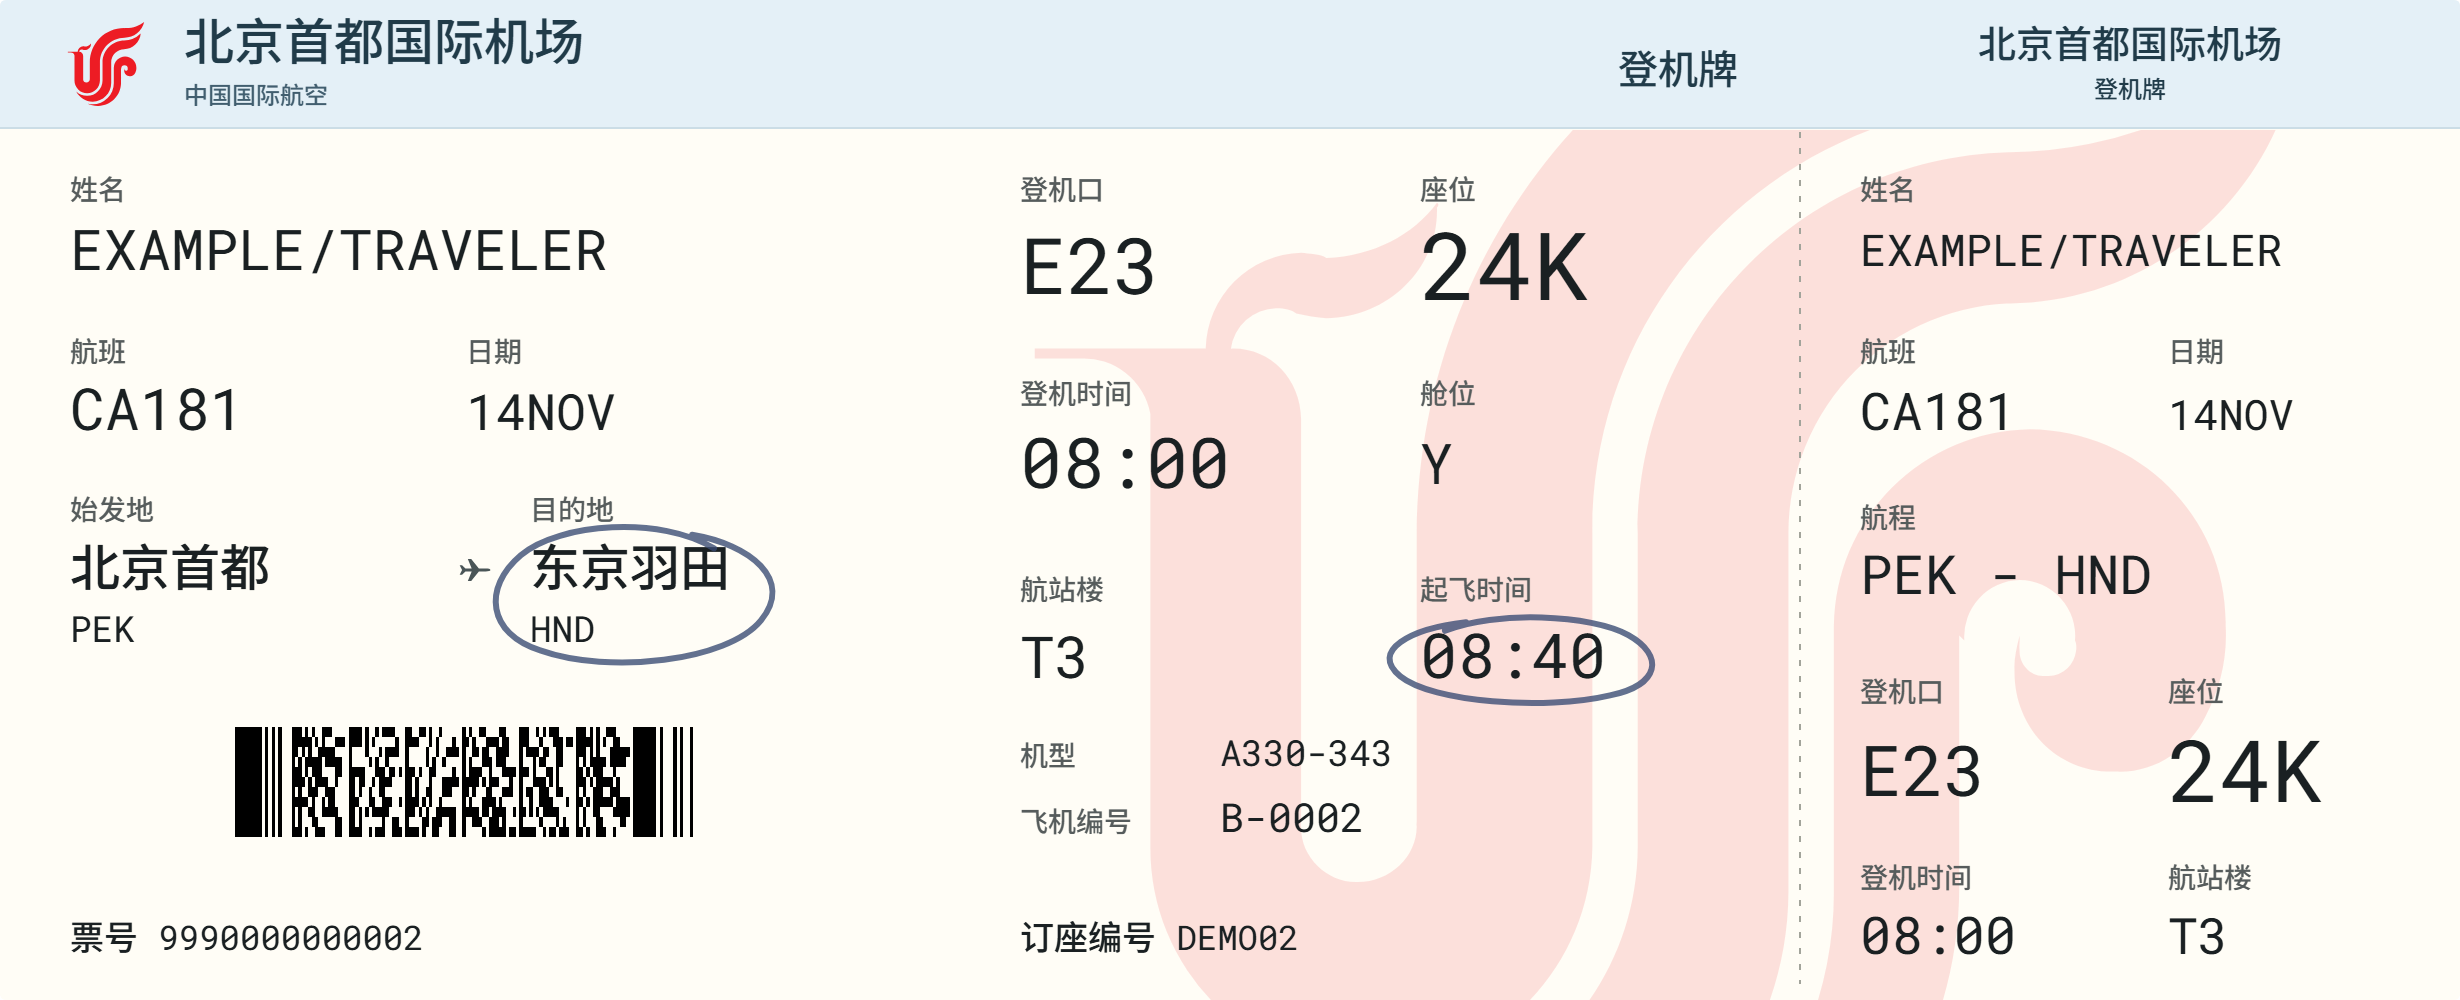 北京首都国际机场
中国国际航空
登机牌
北京首都国际机场
登机牌
姓名
EXAMPLE/TRAVELER
航班
CA181
日期
14NOV
始发地
北京首都
PEK
目的地
东京羽田
HND
票号 9990000000002
登机口
E23
座位
24K
登机时间
08:00
舱位
Y
航站楼
T3
起飞时间
08:40
机型 A330-343
飞机编号 B-0002
订座编号 DEMO02
姓名
EXAMPLE/TRAVELER
航班
CA181
日期
14NOV
航程
PEK - HND
登机口
E23
座位
24K
登机时间
08:00
航站楼
T3